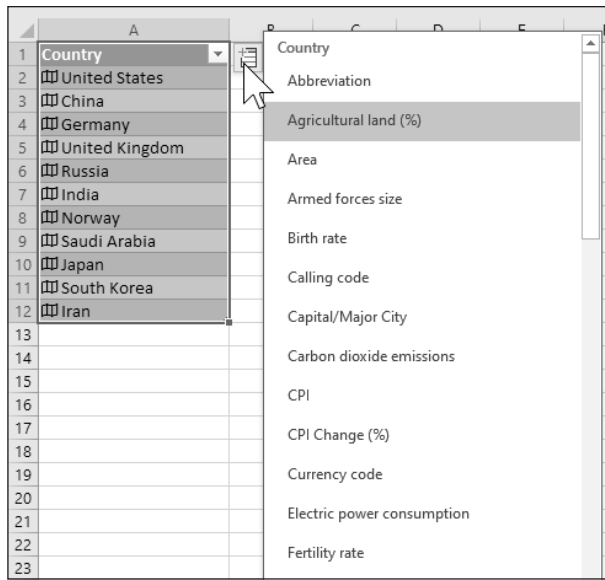 A
1 Country
2 United States
3 China
4 Germany
5 United Kingdom
6 Russia
7 India
8 Norway
9 Saudi Arabia
10 Japan
11 South Korea
12 Iran
13
14
15
16
17
18
19
20
21
22
23
Country
Abbreviation
Agricultural land (%)
Area
Armed forces size
Birth rate
Calling code
Capital/Major City
Carbon dioxide emissions
CPI
CPI Change (%)
Currency code
Electric power consumption
Fertility rate